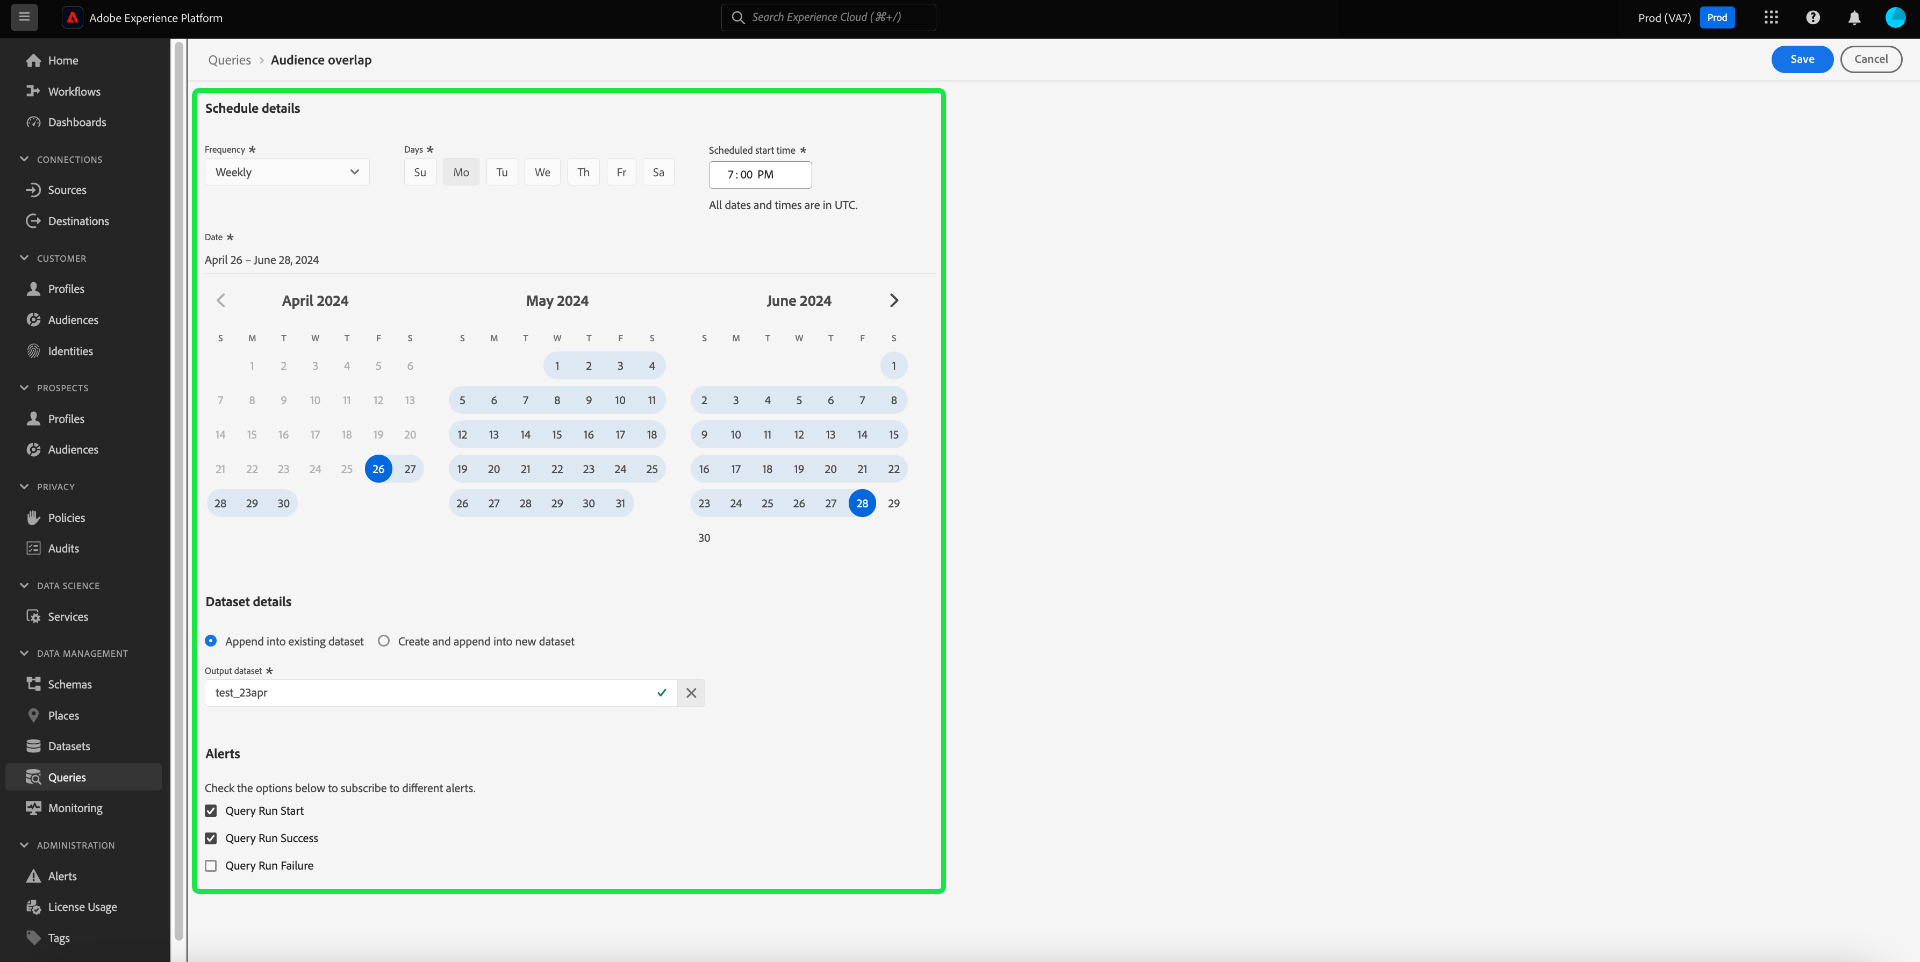 Adobe Experience Platform
Search Experience Cloud (⌘+/)
Prod (VA7)
Prod
Home
Workflows
Dashboards
CONNECTIONS
Sources
Destinations
CUSTOMER
Profiles
Audiences
Identities
PROSPECTS
Profiles
Audiences
PRIVACY
Policies
Audits
DATA SCIENCE
Services
DATA MANAGEMENT
Schemas
Places
Datasets
Queries
Monitoring
ADMINISTRATION
Alerts
License Usage
Tags
Queries > Audience overlap
Save
Cancel
Schedule details
Frequency *
Weekly
Days *
Su Mo Tu We Th Fr Sa
Scheduled start time *
7:00 PM
All dates and times are in UTC.
Date *
April 26 – June 28, 2024
April 2024
S M T W T F S
1 2 3 4 5 6
7 8 9 10 11 12 13
14 15 16 17 18 19 20
21 22 23 24 25 26 27
28 29 30
May 2024
S M T W T F S
1 2 3 4
5 6 7 8 9 10 11
12 13 14 15 16 17 18
19 20 21 22 23 24 25
26 27 28 29 30 31
June 2024
S M T W T F S
1
2 3 4 5 6 7 8
9 10 11 12 13 14 15
16 17 18 19 20 21 22
23 24 25 26 27 28 29
30
Dataset details
Append into existing dataset
Create and append into new dataset
Output dataset *
test_23apr
Alerts
Check the options below to subscribe to different alerts.
Query Run Start
Query Run Success
Query Run Failure